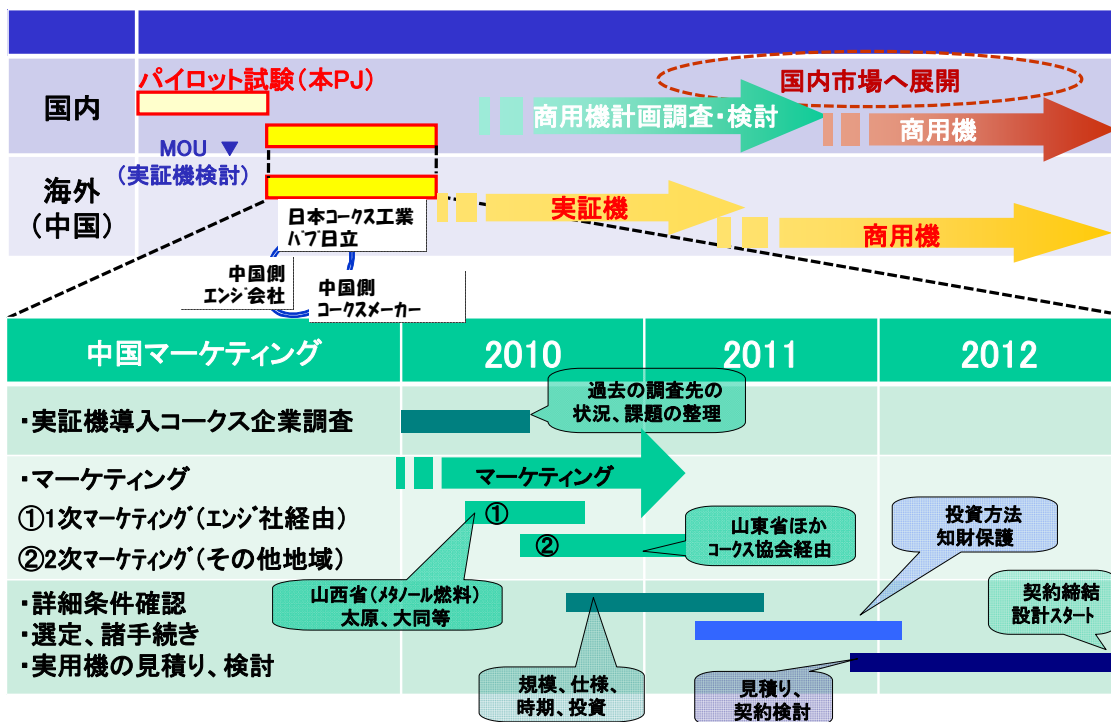 パイロット試験(本PJ)
国内市場へ展開
国内
商用機計画調査・検討
商用機
MOU ▼
(実証機検討)
海外
(中国)
実証機
商用機
日本コークス工業
バブ日立
中国側
エンジ会社
中国側
コークスメーカー
中国マーケティング
2010
2011
2012
・実証機導入コークス企業調査
過去の調査先の
状況、課題の整理
・マーケティング
マーケティング
①1次マーケティング(エンジ社経由)
①
②2次マーケティング(その他地域)
②
山東省ほか
コークス協会経由
投資方法
知財保護
山西省(メタノール燃料)
太原、大同等
契約締結
設計スタート
・詳細条件確認
・選定、諸手続き
・実用機の見積り、検討
規模、仕様、
時期、投資
見積り、
契約検討